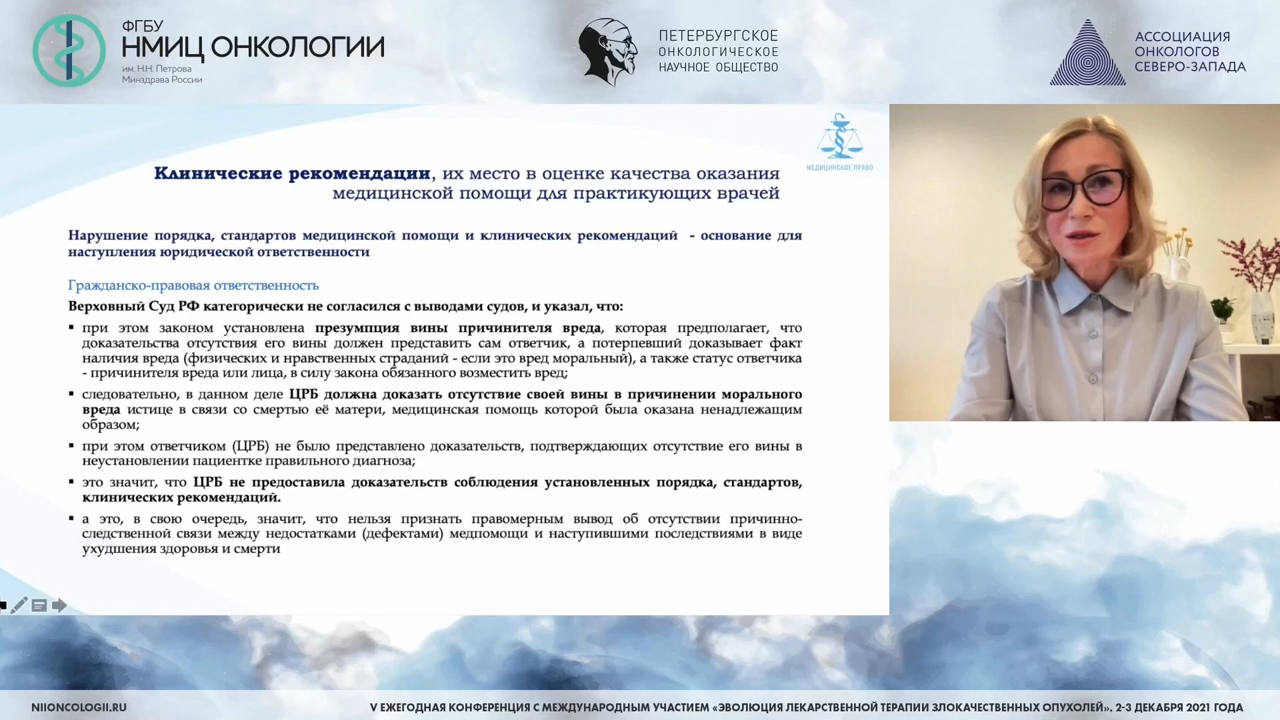 ФГБУ
НМИЦ ОНКОЛОГИИ
им. Н.Н. Петрова
Минздрава России
ПЕТЕРБУРГСКОЕ
ОНКОЛОГИЧЕСКОЕ
НАУЧНОЕ ОБЩЕСТВО
АССОЦИАЦИЯ
ОНКОЛОГОВ
СЕВЕРО-ЗАПАДА
МЕДИЦИНСКОЕ ПРАВО
Клинические рекомендации, их место в оценке качества оказания
медицинской помощи для практикующих врачей
Нарушение порядка, стандартов медицинской помощи и клинических рекомендаций - основание для
наступления юридической ответственности
Гражданско-правовая ответственность
Верховный Суд РФ категорически не согласился с выводами судов, и указал, что:
▪ при этом законом установлена презумпция вины причинителя вреда, которая предполагает, что
доказательства отсутствия его вины должен представить сам ответчик, а потерпевший доказывает факт
наличия вреда (физических и нравственных страданий - если это вред моральный), а также статус ответчика
- причинителя вреда или лица, в силу закона обязанного возместить вред;
▪ следовательно, в данном деле ЦРБ должна доказать отсутствие своей вины в причинении морального
вреда истице в связи со смертью её матери, медицинская помощь которой была оказана ненадлежащим
образом;
▪ при этом ответчиком (ЦРБ) не было представлено доказательств, подтверждающих отсутствие его вины в
неустановлении пациентке правильного диагноза;
▪ это значит, что ЦРБ не предоставила доказательств соблюдения установленных порядка, стандартов,
клинических рекомендаций.
▪ а это, в свою очередь, значит, что нельзя признать правомерным вывод об отсутствии причинно-
следственной связи между недостатками (дефектами) медпомощи и наступившими последствиями в виде
ухудшения здоровья и смерти
NIIONCOLOGII.RU
V ЕЖЕГОДНАЯ КОНФЕРЕНЦИЯ С МЕЖДУНАРОДНЫМ УЧАСТИЕМ «ЭВОЛЮЦИЯ ЛЕКАРСТВЕННОЙ ТЕРАПИИ ЗЛОКАЧЕСТВЕННЫХ ОПУХОЛЕЙ». 2-3 ДЕКАБРЯ 2021 ГОДА